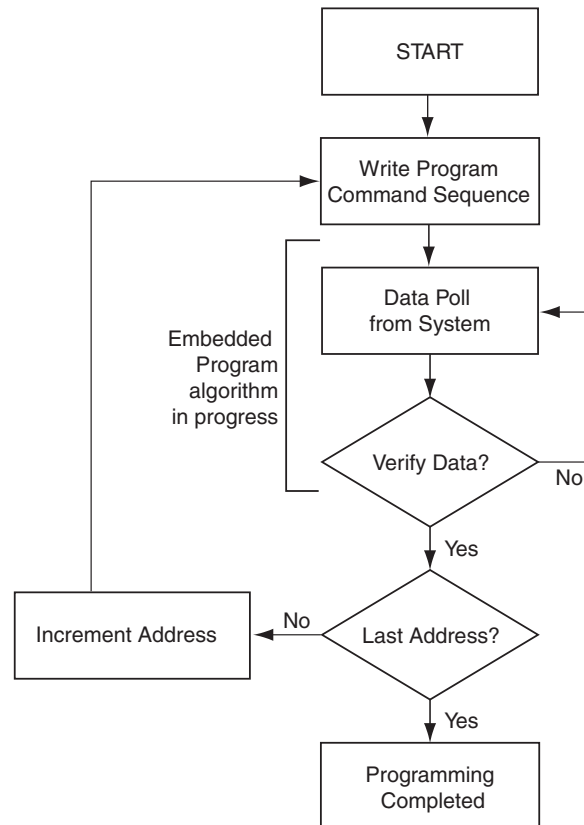 START
Write Program
Command Sequence
Data Poll
from System
Embedded
Program
algorithm
in progress
Verify Data?
No
Yes
No
Increment Address
Last Address?
Yes
Programming
Completed